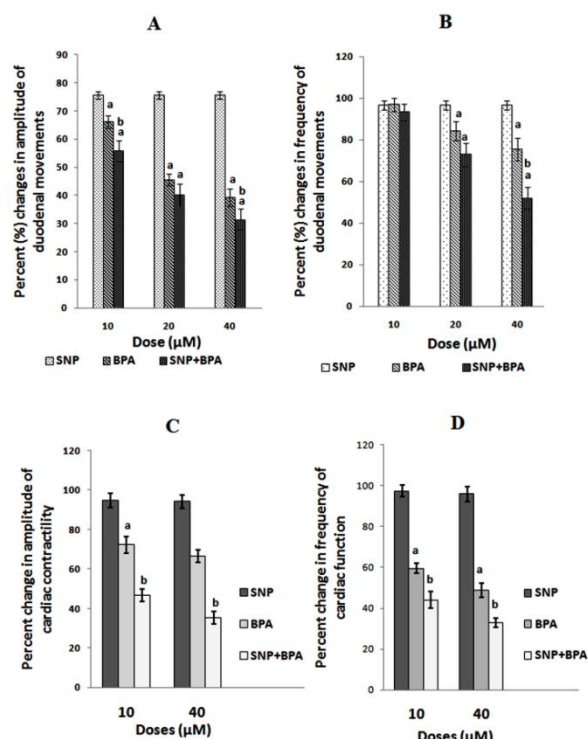 A
Percent (%) changes in amplitude of
duodenal movements
90
80
70
60
50
40
30
20
10
0
a
b
a
a
a
a
b
a
10 20 40
Dose (μM)
SNP BPA SNP+BPA
B
Percent (%) changes in frequency of
duodenal movements
120
100
80
60
40
20
0
a
a
a
b
a
10 20 40
Dose (μM)
SNP BPA SNP+BPA
C
Percent change in amplitude of
cardiac contractility
120
100
80
60
40
20
0
a
b
b
SNP
BPA
SNP+BPA
10 40
Doses (μM)
D
Percent change in frequency of
cardiac function
120
100
80
60
40
20
0
a
b
a
b
SNP
BPA
SNP+BPA
10 40
Doses (μM)